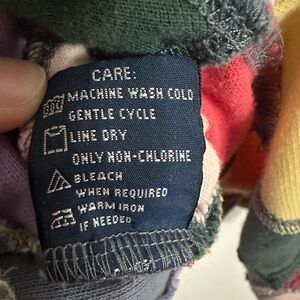 CARE:
MACHINE WASH COLD
GENTLE CYCLE
LINE DRY
ONLY NON-CHLORINE
BLEACH
WHEN REQUIRED
WARM IRON
IF NEEDED